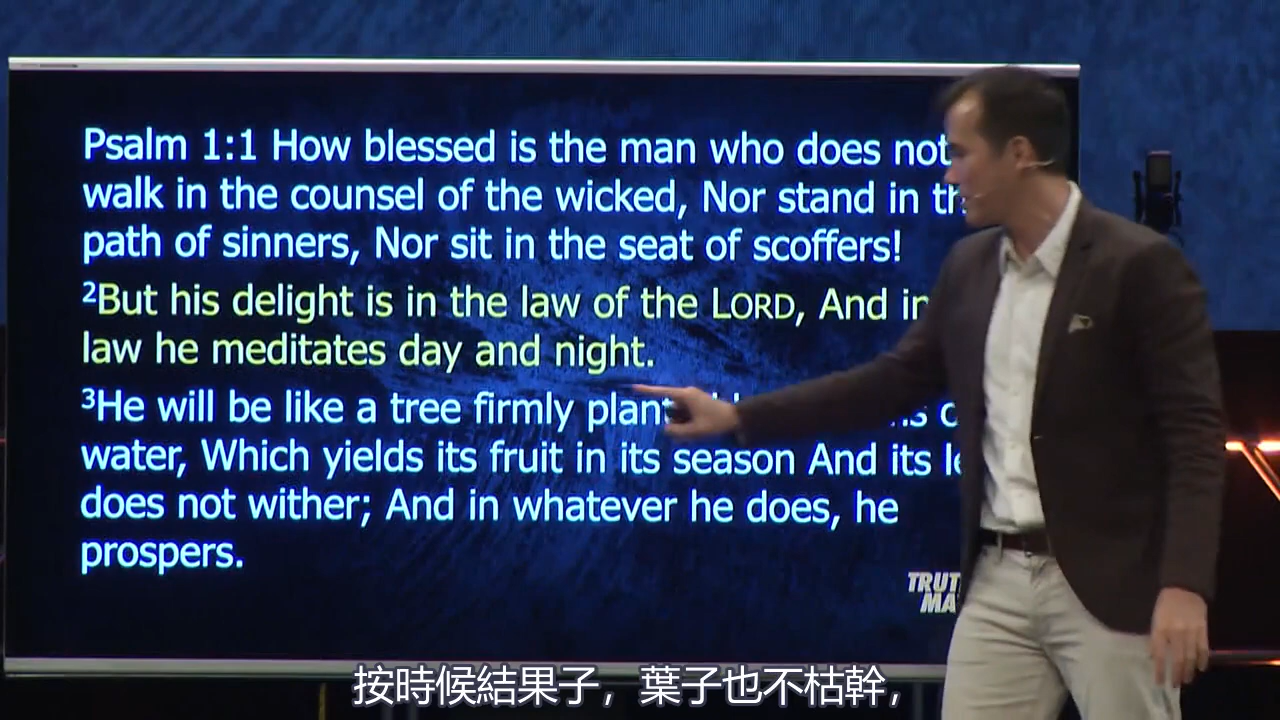 Psalm 1:1 How blessed is the man who does not
walk in the counsel of the wicked, Nor stand in
path of sinners, Nor sit in the seat of scoffers!
²But his delight is in the law of the LORD, And in
law he meditates day and night.
³He will be like a tree firmly
water, Which yields its fruit in its season And its
does not wither; And in whatever he does, he
prospers.
按時候結果子，葉子也不枯幹，